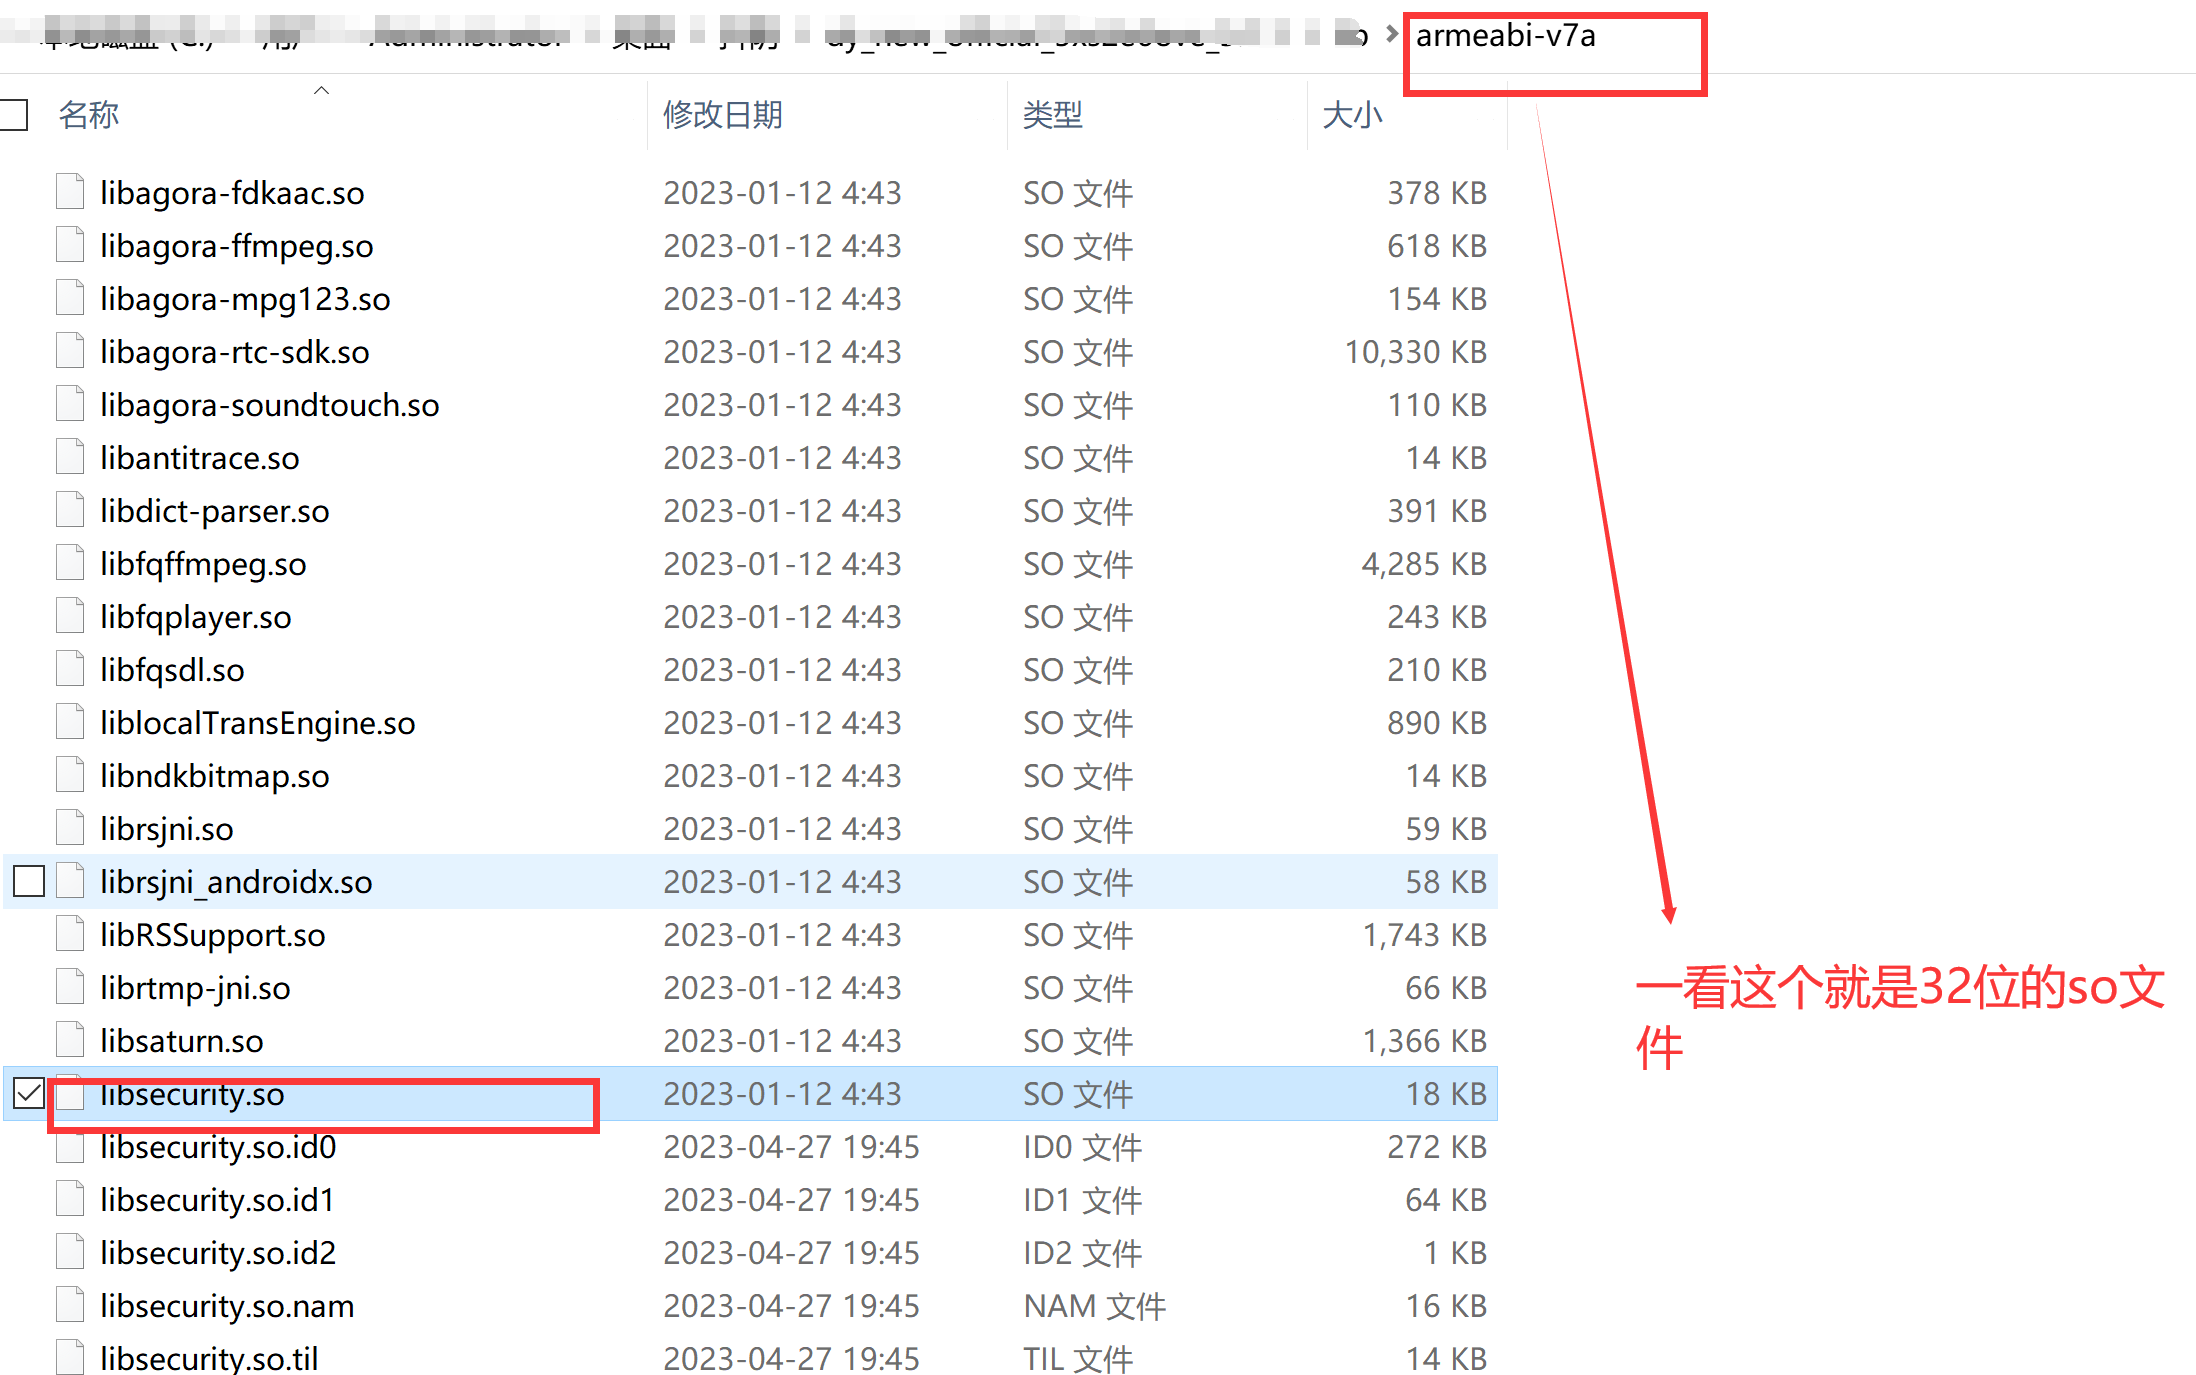 armeabi-v7a
名称 修改日期 类型 大小
libagora-fdkaac.so 2023-01-12 4:43 SO 文件 378 KB
libagora-ffmpeg.so 2023-01-12 4:43 SO 文件 618 KB
libagora-mpg123.so 2023-01-12 4:43 SO 文件 154 KB
libagora-rtc-sdk.so 2023-01-12 4:43 SO 文件 10,330 KB
libagora-soundtouch.so 2023-01-12 4:43 SO 文件 110 KB
libantitrace.so 2023-01-12 4:43 SO 文件 14 KB
libdict-parser.so 2023-01-12 4:43 SO 文件 391 KB
libfqffmpeg.so 2023-01-12 4:43 SO 文件 4,285 KB
libfqplayer.so 2023-01-12 4:43 SO 文件 243 KB
libfqsdl.so 2023-01-12 4:43 SO 文件 210 KB
liblocalTransEngine.so 2023-01-12 4:43 SO 文件 890 KB
libndkbitmap.so 2023-01-12 4:43 SO 文件 14 KB
librsjni.so 2023-01-12 4:43 SO 文件 59 KB
librsjni_androidx.so 2023-01-12 4:43 SO 文件 58 KB
libRSSupport.so 2023-01-12 4:43 SO 文件 1,743 KB
librtmp-jni.so 2023-01-12 4:43 SO 文件 66 KB
libsaturn.so 2023-01-12 4:43 SO 文件 1,366 KB
libsecurity.so 2023-01-12 4:43 SO 文件 18 KB
libsecurity.so.id0 2023-04-27 19:45 ID0 文件 272 KB
libsecurity.so.id1 2023-04-27 19:45 ID1 文件 64 KB
libsecurity.so.id2 2023-04-27 19:45 ID2 文件 1 KB
libsecurity.so.nam 2023-04-27 19:45 NAM 文件 16 KB
libsecurity.so.til 2023-04-27 19:45 TIL 文件 14 KB
一看这个就是32位的so文
件